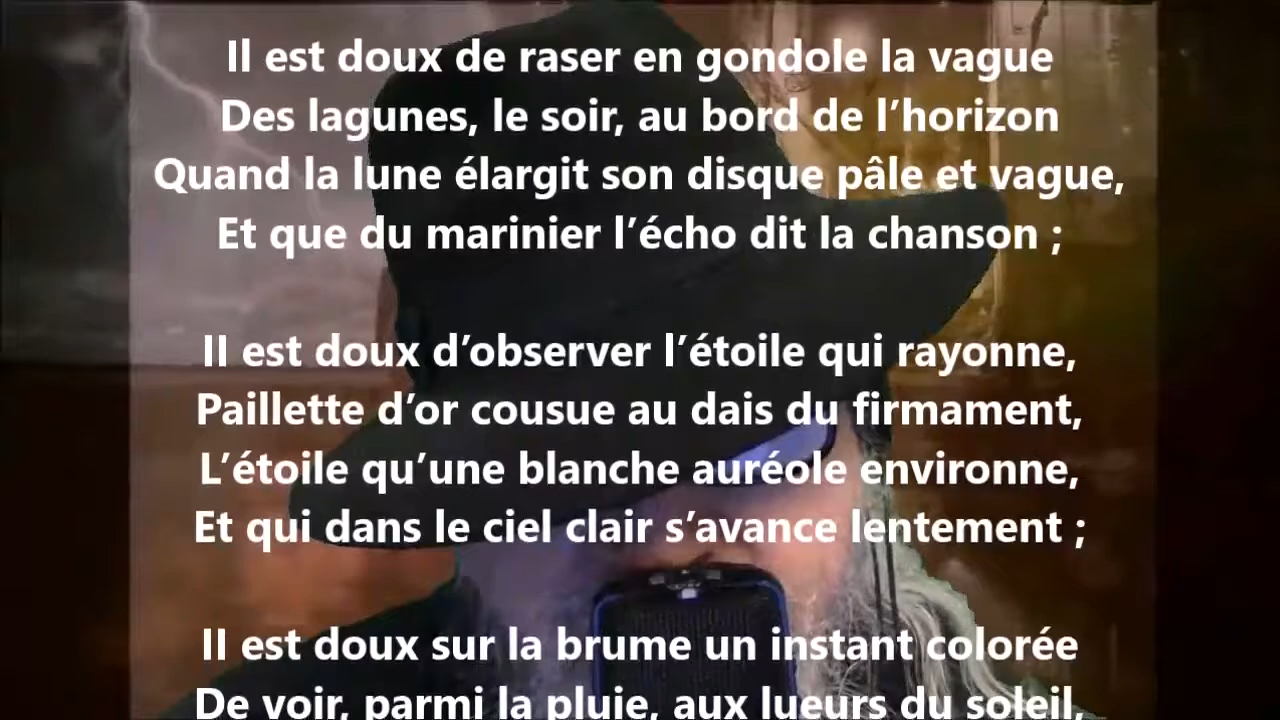 Il est doux de raser en gondole la vague
Des lagunes, le soir, au bord de l’horizon
Quand la lune élargit son disque pâle et vague,
Et que du marinier l’écho dit la chanson ;
II est doux d’observer l’étoile qui rayonne,
Paillette d’or cousue au dais du firmament,
L’étoile qu’une blanche auréole environne,
Et qui dans le ciel clair s’avance lentement ;
II est doux sur la brume un instant colorée
De voir, parmi la pluie, aux lueurs du soleil,